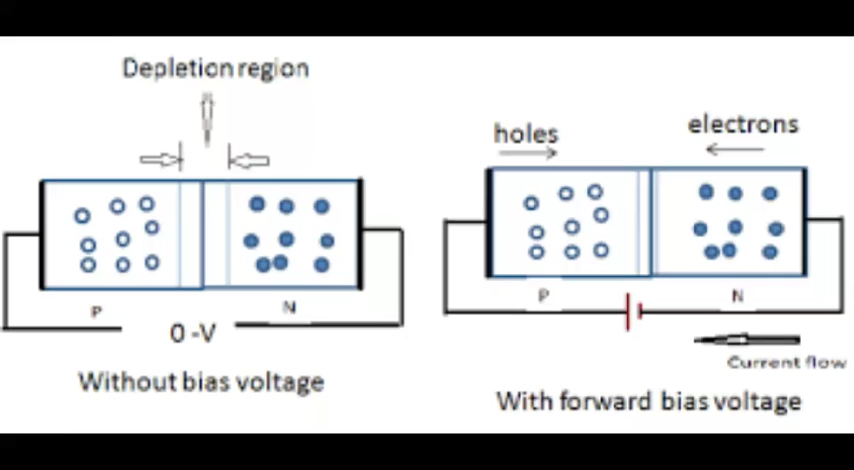 Depletion region
P
N
0 -V
Without bias voltage
holes
electrons
P
N
Current flow
With forward bias voltage